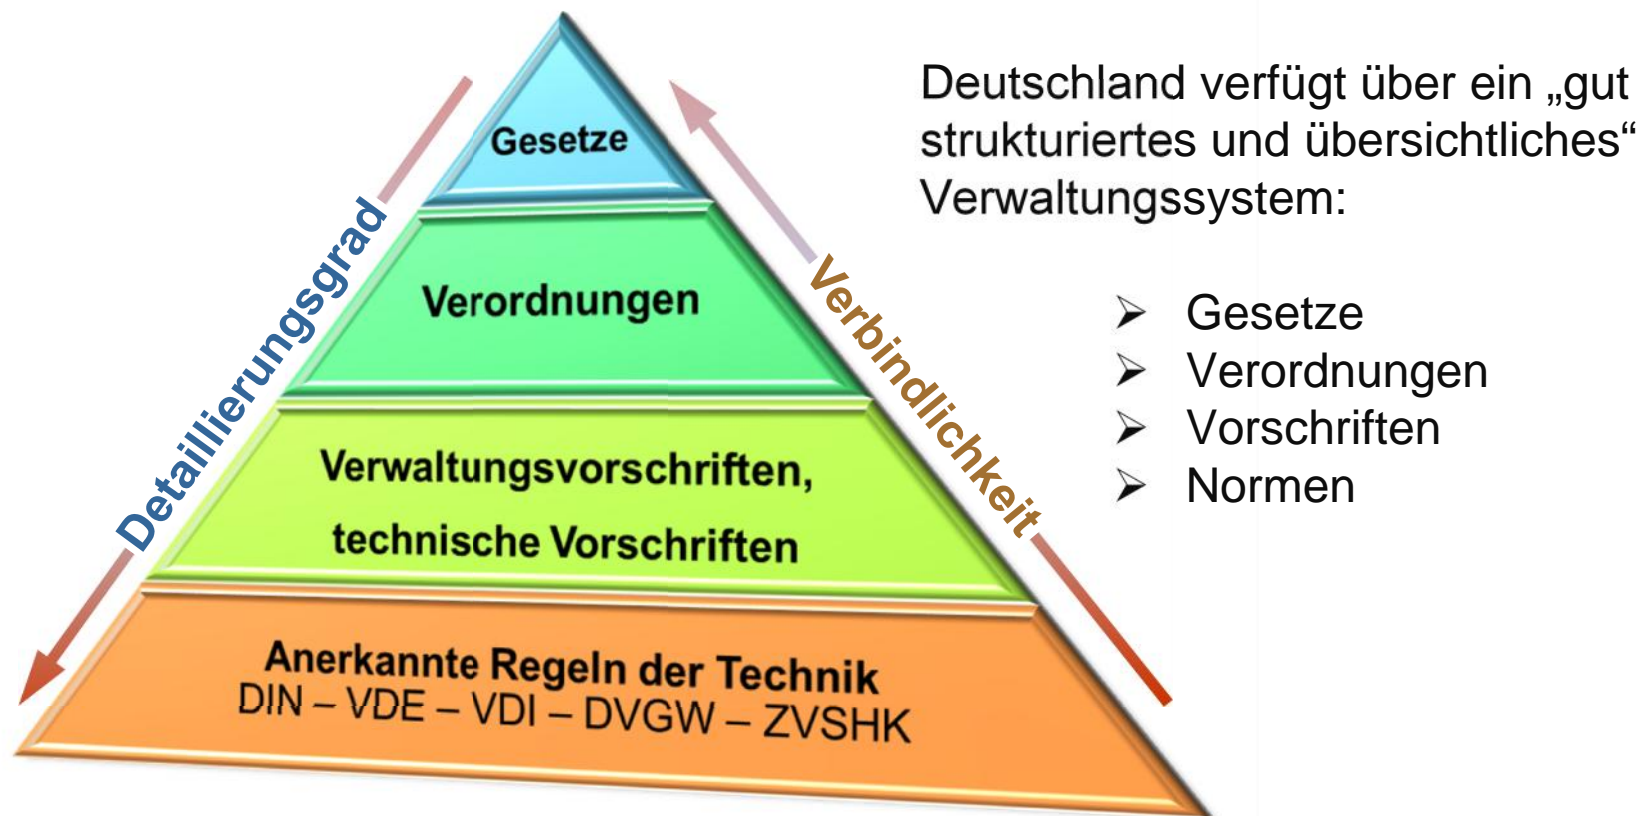 Gesetze
Verordnungen
Verwaltungsvorschriften,
technische Vorschriften
Anerkannte Regeln der Technik
DIN – VDE – VDI – DVGW – ZVSHK
Detaillierungsgrad
Verbindlichkeit
Deutschland verfügt über ein „gut
strukturiertes und übersichtliches“
Verwaltungssystem:
➢ Gesetze
➢ Verordnungen
➢ Vorschriften
➢ Normen